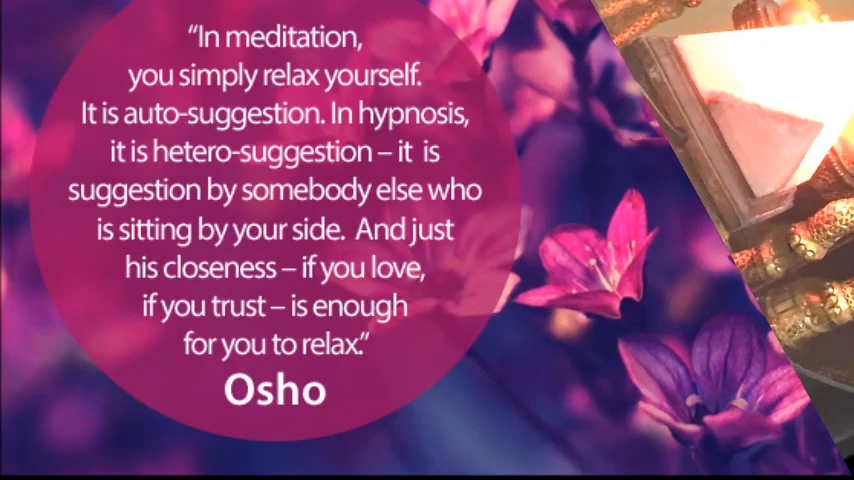 “In meditation,
you simply relax yourself.
It is auto-suggestion. In hypnosis,
it is hetero-suggestion – it is
suggestion by somebody else who
is sitting by your side. And just
his closeness – if you love,
if you trust – is enough
for you to relax.”
Osho